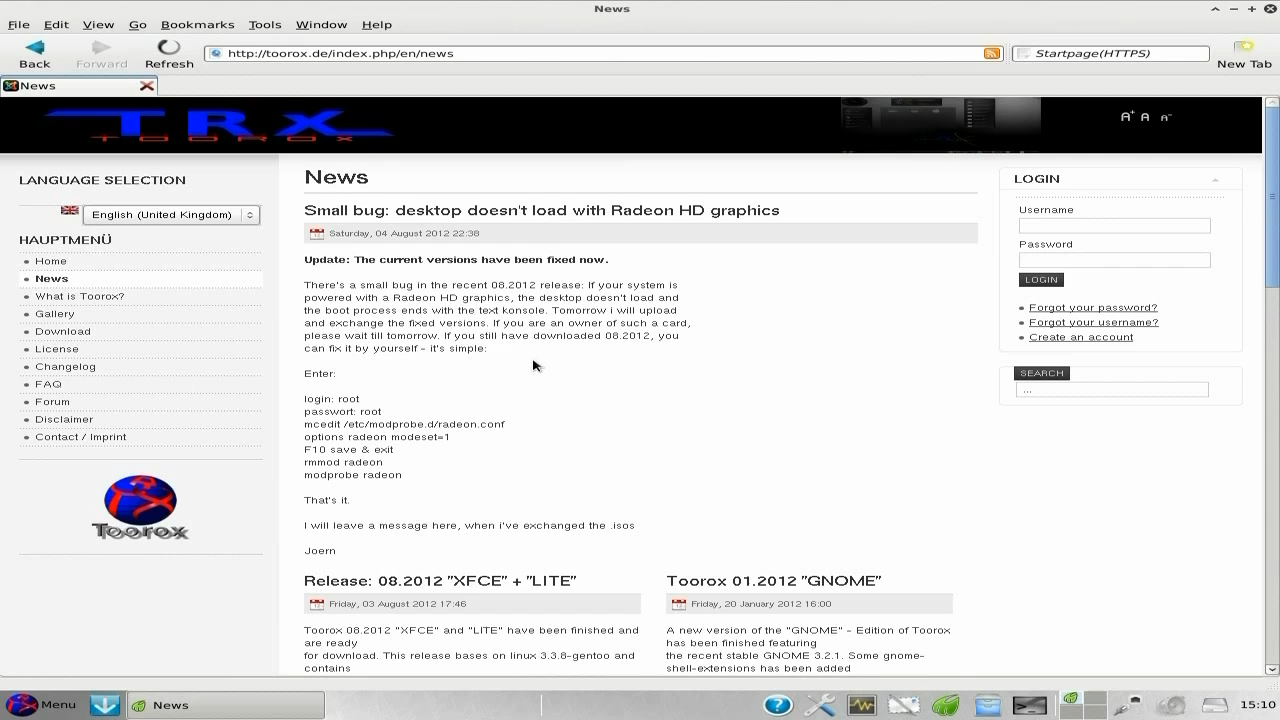 News
File Edit View Go Bookmarks Tools Window Help
Back Forward Refresh http://toorox.de/index.php/en/news Startpage(HTTPS) New Tab
News
TRX
TOOROX
A+ A A-
LANGUAGE SELECTION
English (United Kingdom)
HAUPTMENÜ
Home
News
What is Toorox?
Gallery
Download
License
Changelog
FAQ
Forum
Disclaimer
Contact / Imprint
Toorox
News
Small bug: desktop doesn't load with Radeon HD graphics
Saturday, 04 August 2012 22:38
Update: The current versions have been fixed now.
There's a small bug in the recent 08.2012 release: If your system is
powered with a Radeon HD graphics, the desktop doesn't load and
the boot process ends with the text konsole. Tomorrow i will upload
and exchange the fixed versions. If you are an owner of such a card,
please wait till tomorrow. If you still have downloaded 08.2012, you
can fix it by yourself - it's simple:
Enter:
login: root
passwort: root
mcedit /etc/modprobe.d/radeon.conf
options radeon modeset=1
F10 save & exit
rmmod radeon
modprobe radeon
That's it.
I will leave a message here, when i've exchanged the .isos
Joern
Release: 08.2012 "XFCE" + "LITE"
Friday, 03 August 2012 17:46
Toorox 08.2012 "XFCE" and "LITE" have been finished and
are ready
for download. This release bases on linux 3.3.8-gentoo and
contains
Toorox 01.2012 "GNOME"
Friday, 20 January 2012 16:00
A new version of the "GNOME" - Edition of Toorox
has been finished featuring
the recent stable GNOME 3.2.1. Some gnome-
shell-extensions has been added
LOGIN
Username
Password
LOGIN
Forgot your password?
Forgot your username?
Create an account
SEARCH
...
Menu News 15:10